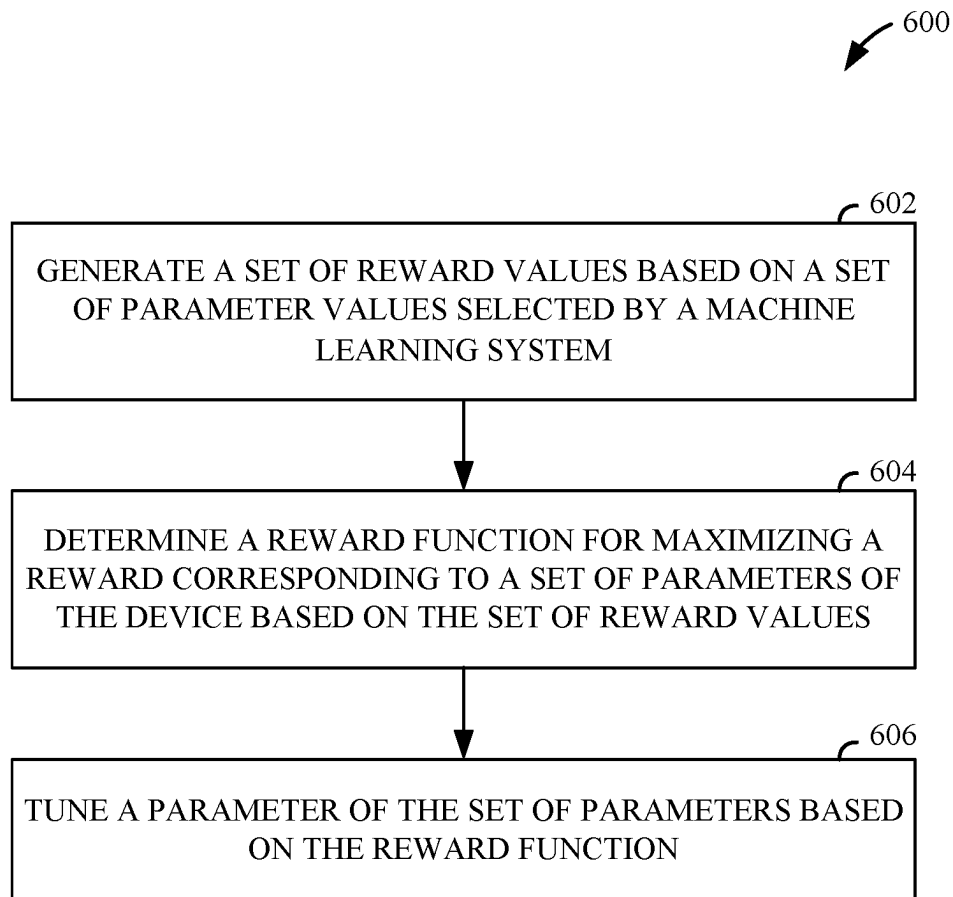 600
602
GENERATE A SET OF REWARD VALUES BASED ON A SET
OF PARAMETER VALUES SELECTED BY A MACHINE
LEARNING SYSTEM
604
DETERMINE A REWARD FUNCTION FOR MAXIMIZING A
REWARD CORRESPONDING TO A SET OF PARAMETERS OF
THE DEVICE BASED ON THE SET OF REWARD VALUES
606
TUNE A PARAMETER OF THE SET OF PARAMETERS BASED
ON THE REWARD FUNCTION